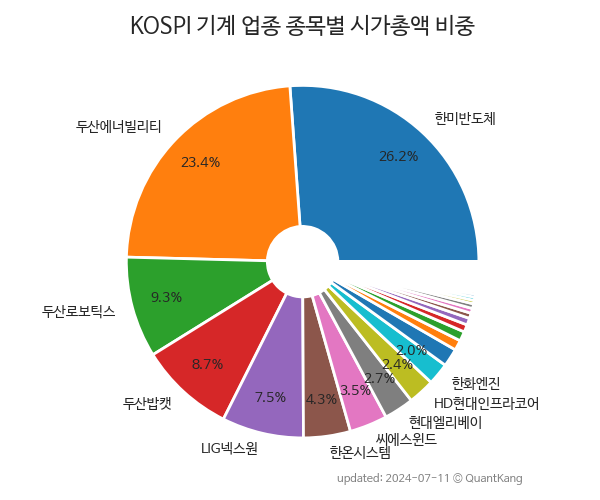 KOSPI 기계 업종 종목별 시가총액 비중
한미반도체
26.2%
두산에너빌리티
23.4%
두산로보틱스
9.3%
두산밥캣
8.7%
LIG넥스원
7.5%
한온시스템
4.3%
씨에스윈드
3.5%
현대엘리베이
2.7%
HD현대인프라코어
2.4%
한화엔진
2.0%
updated: 2024-07-11 ⓒ QuantKang